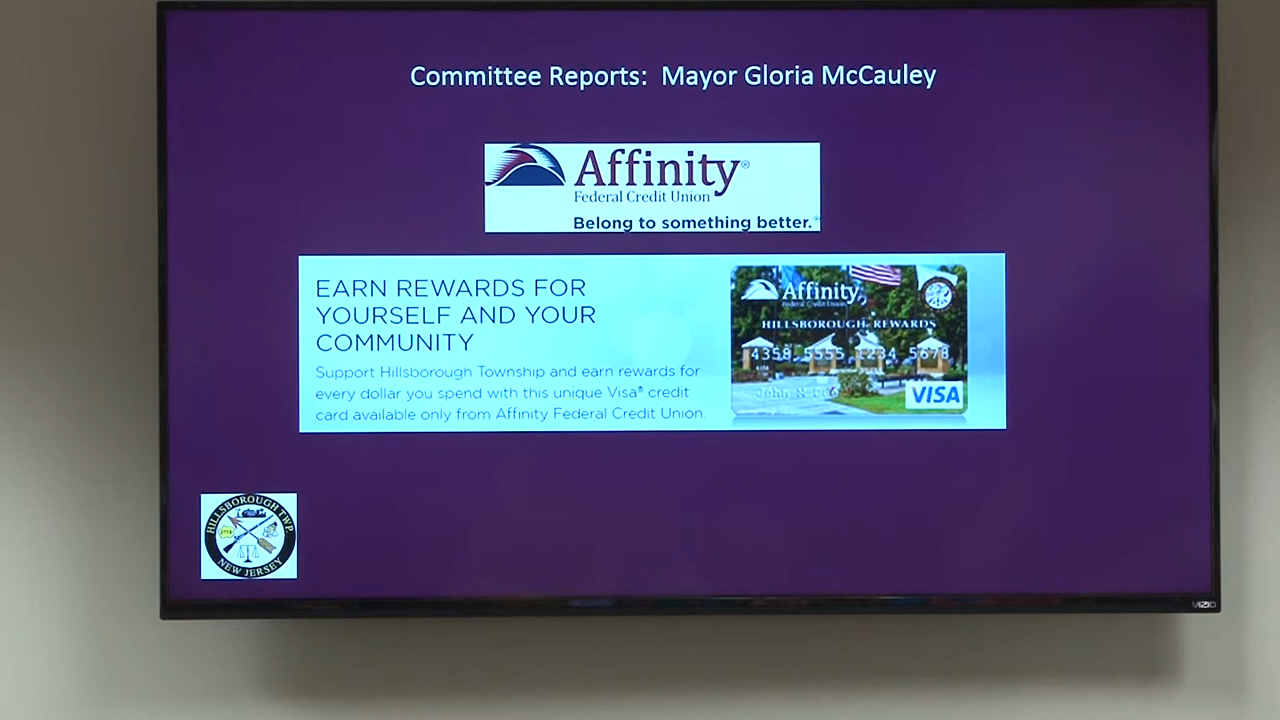 Committee Reports:  Mayor Gloria McCauley
Affinity®
Federal Credit Union
Belong to something better.®
EARN REWARDS FOR
YOURSELF AND YOUR
COMMUNITY
Support Hillsborough Township and earn rewards for
every dollar you spend with this unique Visa® credit
card available only from Affinity Federal Credit Union.
Affinity
Federal Credit Union
HILLSBOROUGH REWARDS
4358 5555 1234 5678
VISA
HILLSBOROUGH TWP.
1771
NEW JERSEY
VIZIO